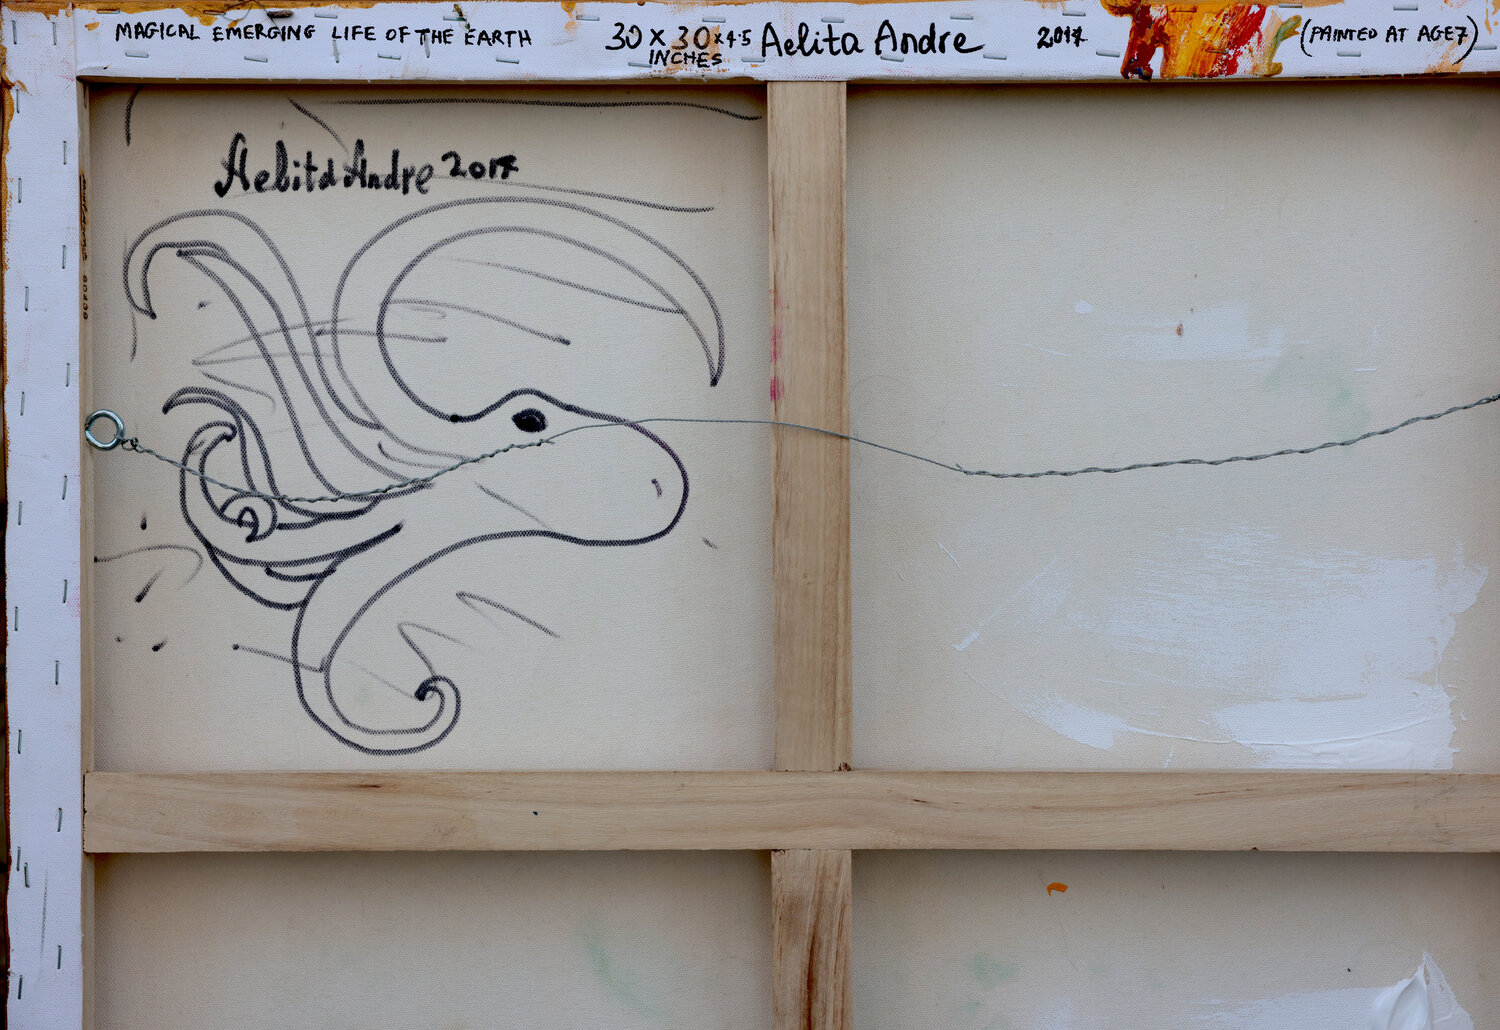 MAGICAL EMERGING LIFE OF THE EARTH 30 x 30 x 4.5 INCHES Aelita Andre 2017 (PAINTED AT AGE 7)
Aelita Andre 2017